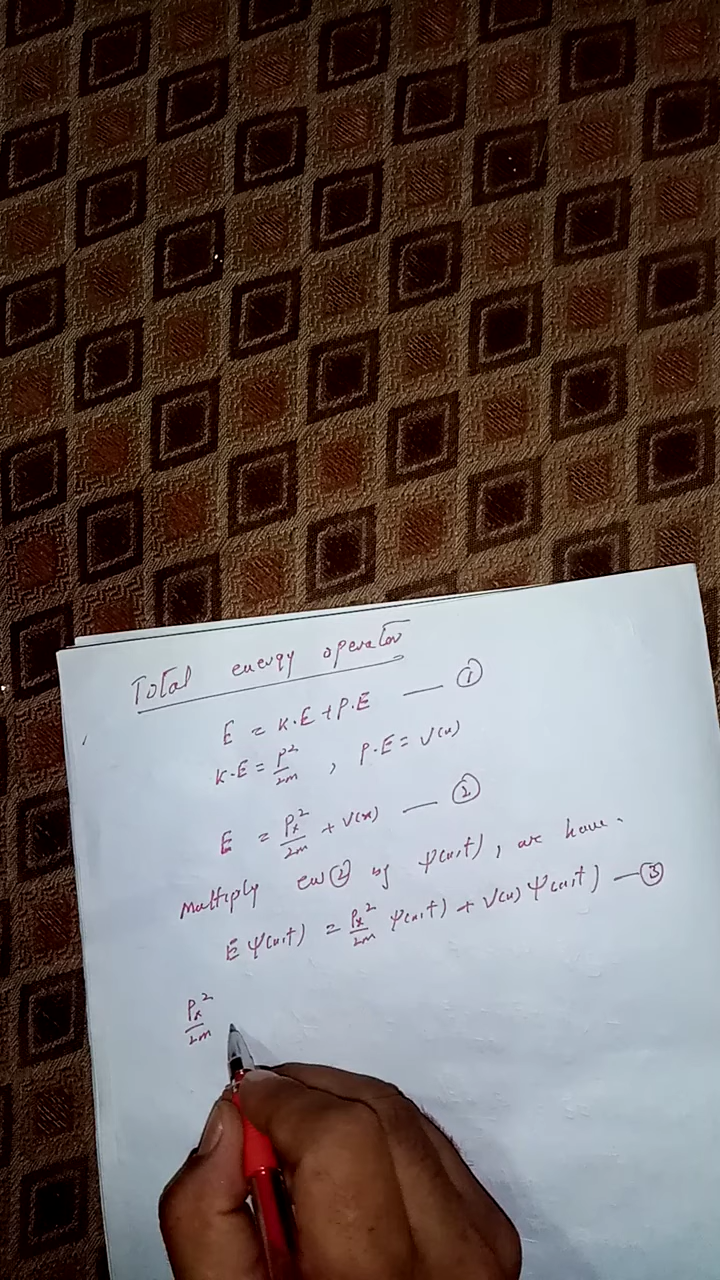 Total energy operator
E = K.E + P.E — ①
K.E = P²/2m , P.E = V(x)
E = Px²/2m + V(x) — ②
Multiply eq ② by ψ(x,t), we have.
E ψ(x,t) = Px²/2m ψ(x,t) + V(x) ψ(x,t) — ③
Px²/2m